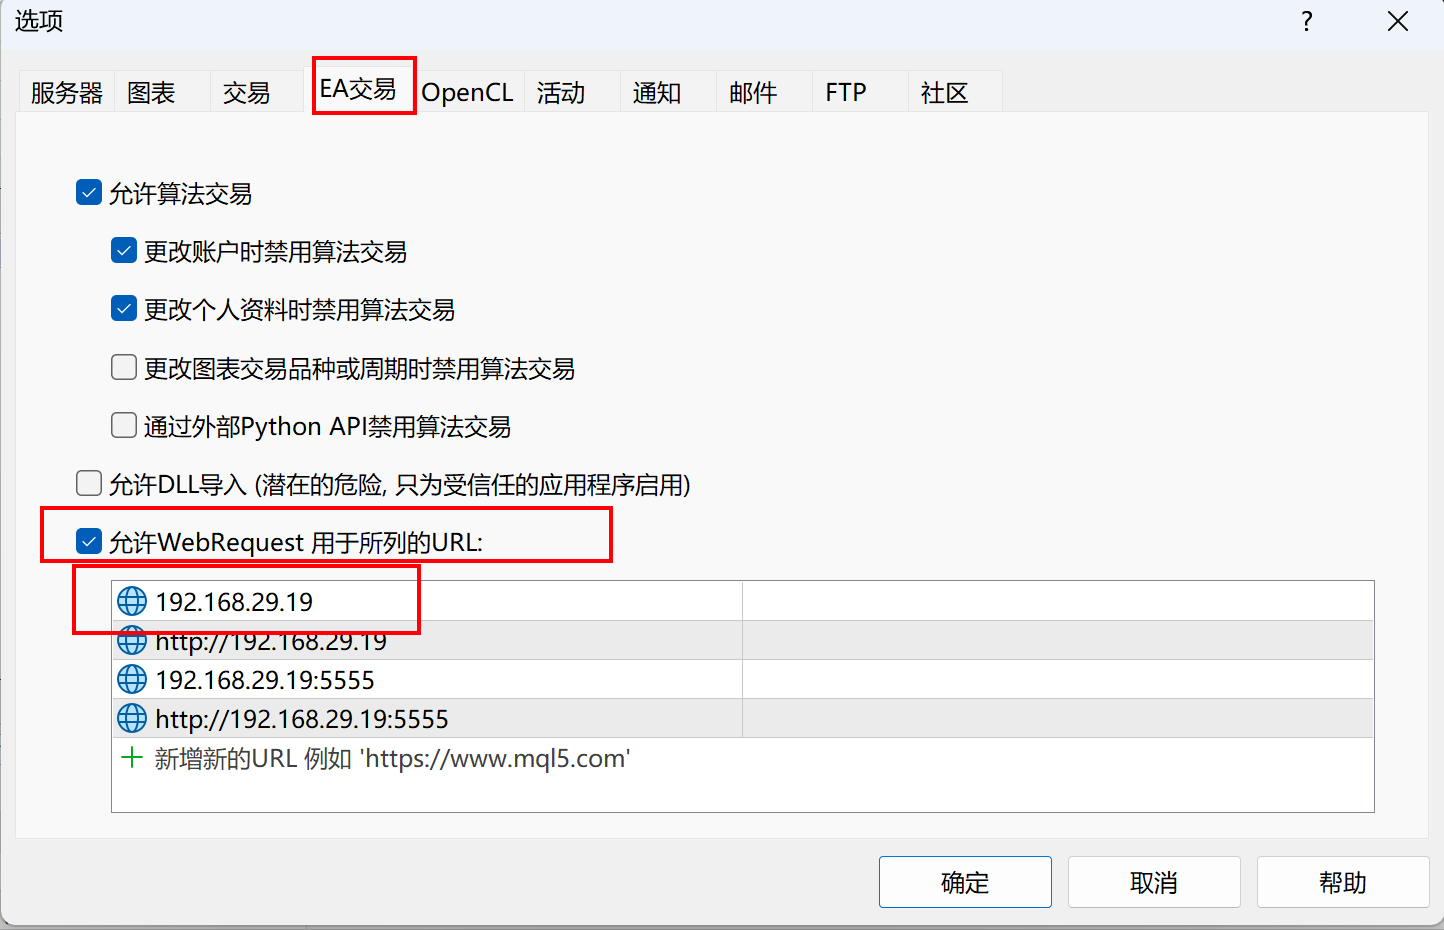 选项 ?
服务器 图表 交易 EA交易 OpenCL 活动 通知 邮件 FTP 社区
允许算法交易
更改账户时禁用算法交易
更改个人资料时禁用算法交易
更改图表交易品种或周期时禁用算法交易
通过外部Python API禁用算法交易
允许DLL导入 (潜在的危险, 只为受信任的应用程序启用)
允许WebRequest 用于所列的URL:
192.168.29.19
http://192.168.29.19
192.168.29.19:5555
http://192.168.29.19:5555
新增新的URL 例如 'https://www.mql5.com'
确定 取消 帮助